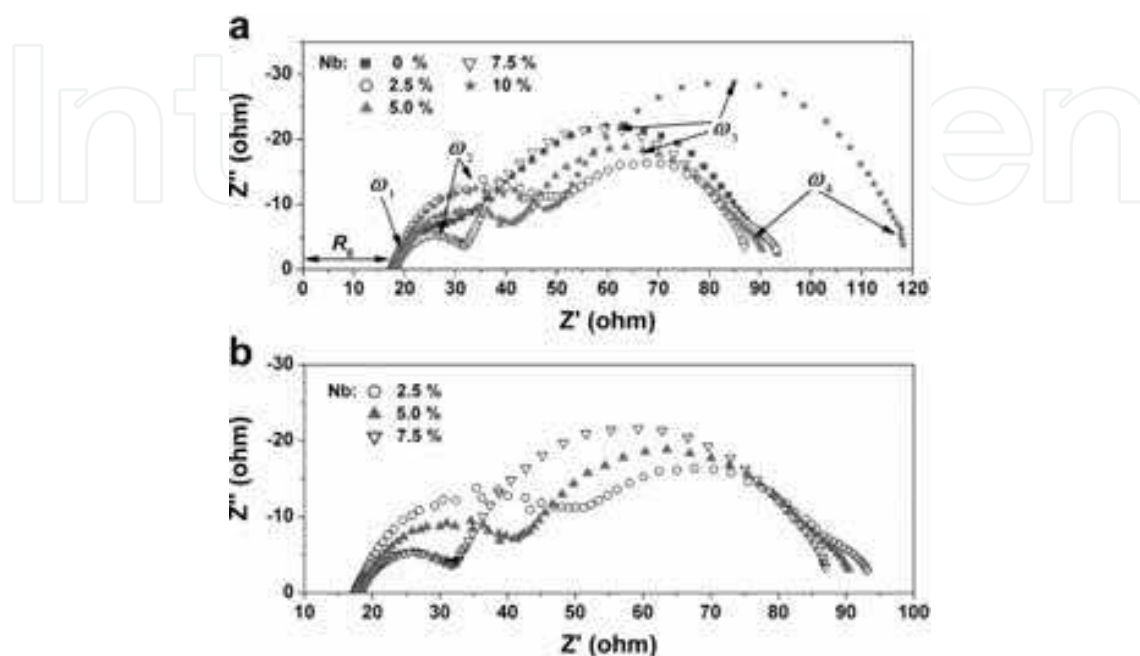 Inten
a
Nb: 0 % 7.5 %
2.5 % 10 %
5.0 %
-30
-20
-10
0
Z'' (ohm)
ω1
ω2
ω3
ω4
0 10 20 30 40 50 60 70 80 90 100 110 120
Z' (ohm)
b
Nb: 2.5 %
5.0 %
7.5 %
-30
-20
-10
0
Z'' (ohm)
10 20 30 40 50 60 70 80 90 100
Z' (ohm)